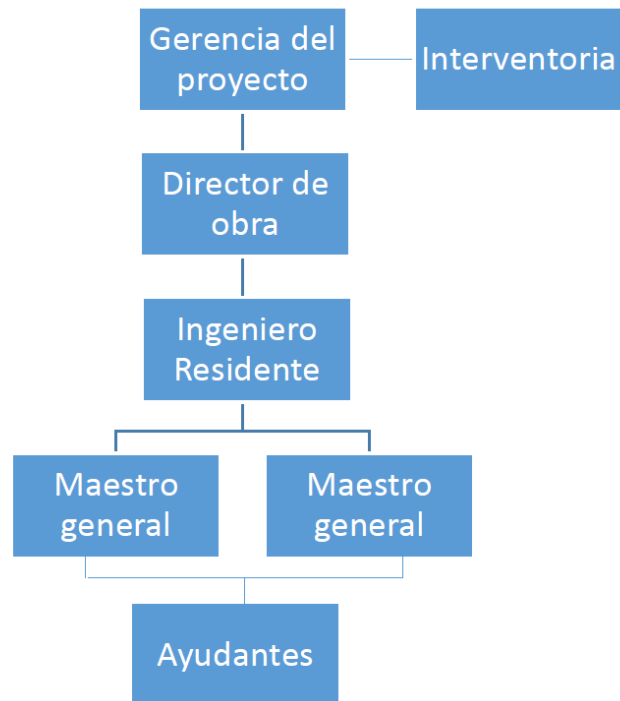 Gerencia del
proyecto
Interventoria
Director de
obra
Ingeniero
Residente
Maestro
general
Maestro
general
Ayudantes